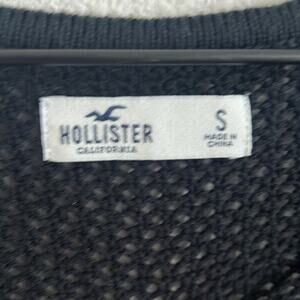 HOLLISTER
CALIFORNIA
S
MADE IN
CHINA